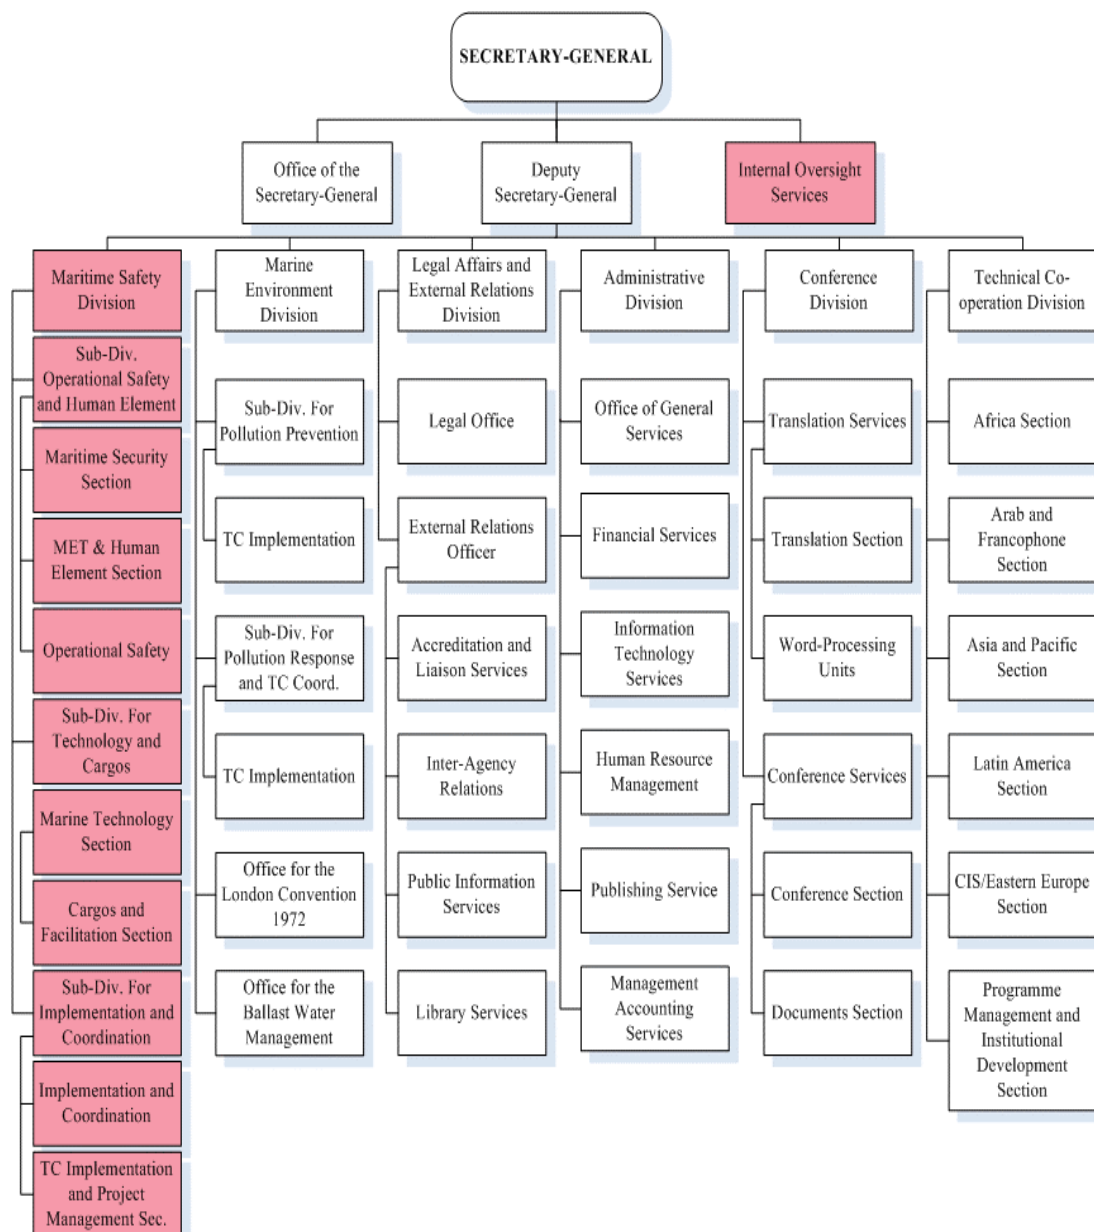 SECRETARY-GENERAL
Office of the
Secretary-General
Deputy
Secretary-General
Internal Oversight
Services
Maritime Safety
Division
Sub-Div.
Operational Safety
and Human Element
Maritime Security
Section
MET & Human
Element Section
Operational Safety
Sub-Div. For
Technology and
Cargos
Marine Technology
Section
Cargos and
Facilitation Section
Sub-Div. For
Implementation and
Coordination
Implementation and
Coordination
TC Implementation
and Project
Management Sec.
Marine
Environment
Division
Sub-Div. For
Pollution Prevention
TC Implementation
Sub-Div. For
Pollution Response
and TC Coord.
TC Implementation
Office for the
London Convention
1972
Office for the
Ballast Water
Management
Legal Affairs and
External Relations
Division
Legal Office
External Relations
Officer
Accreditation and
Liaison Services
Inter-Agency
Relations
Public Information
Services
Library Services
Administrative
Division
Office of General
Services
Financial Services
Information
Technology
Services
Human Resource
Management
Publishing Service
Management
Accounting
Services
Conference
Division
Translation Services
Translation Section
Word-Processing
Units
Conference Services
Conference Section
Documents Section
Technical Co-
operation Division
Africa Section
Arab and
Francophone
Section
Asia and Pacific
Section
Latin America
Section
CIS/Eastern Europe
Section
Programme
Management and
Institutional
Development
Section